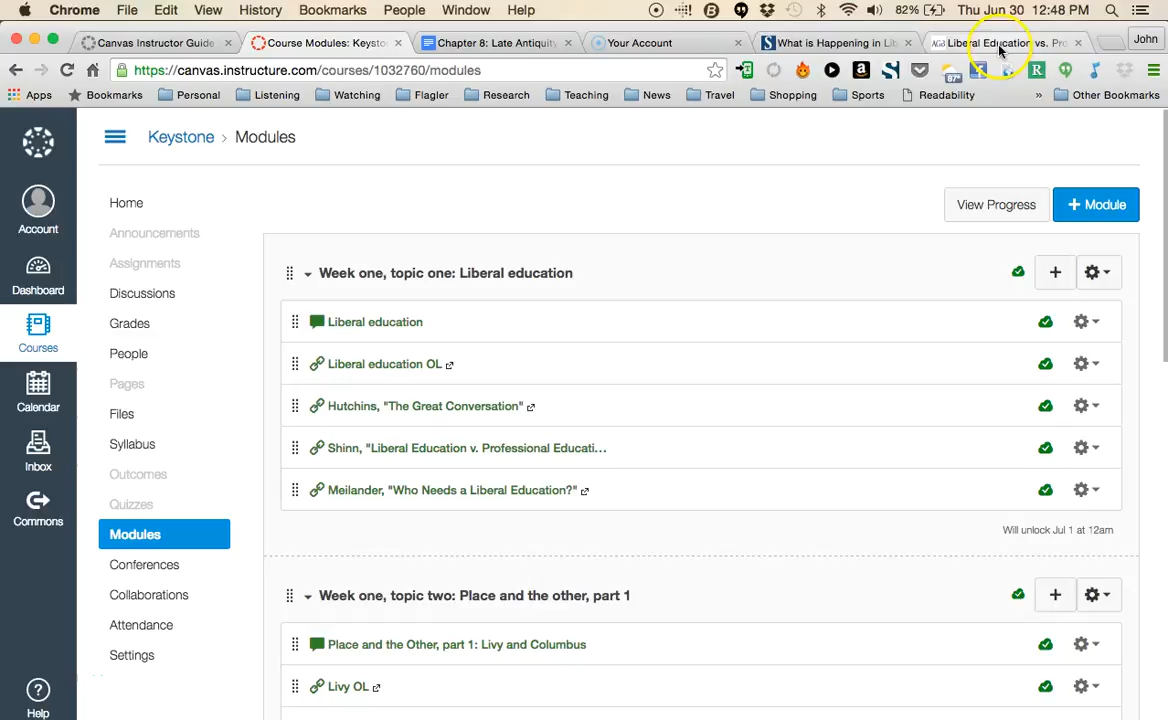 Chrome File Edit View History Bookmarks People Window Help 82% Thu Jun 30 12:48 PM
Canvas Instructor Guide Course Modules: Keysto Chapter 8: Late Antiquity Your Account What is Happening in Lib Liberal Education vs. Pro John
https://canvas.instructure.com/courses/1032760/modules 87°
Apps Bookmarks Personal Listening Watching Flagler Research Teaching News Travel Shopping Sports Readability » Other Bookmarks
Keystone > Modules
Home
View Progress + Module
Announcements
Assignments
Discussions
Grades
People
Pages
Files
Syllabus
Outcomes
Quizzes
Modules
Conferences
Collaborations
Attendance
Settings
Account
Dashboard
Courses
Calendar
Inbox
Commons
Help
Week one, topic one: Liberal education
Liberal education
Liberal education OL
Hutchins, "The Great Conversation"
Shinn, "Liberal Education v. Professional Educati...
Meilander, "Who Needs a Liberal Education?"
Will unlock Jul 1 at 12am
Week one, topic two: Place and the other, part 1
Place and the Other, part 1: Livy and Columbus
Livy OL